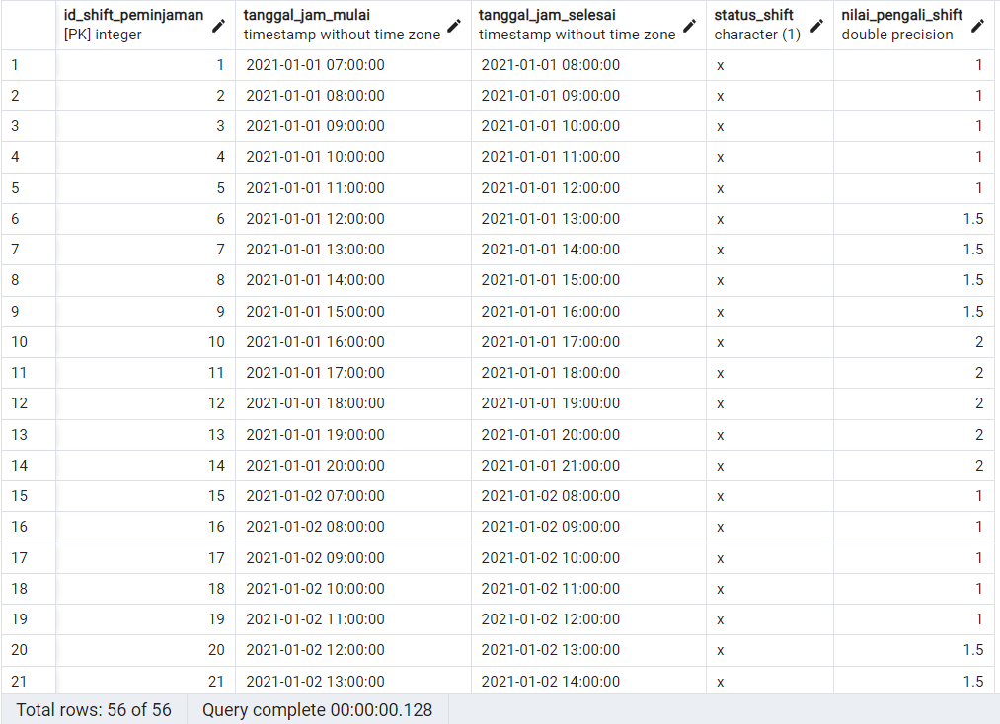 id_shift_peminjaman tanggal_jam_mulai tanggal_jam_selesai status_shift nilai_pengali_shift
[PK] integer timestamp without time zone timestamp without time zone character (1) double precision
1 1 2021-01-01 07:00:00 2021-01-01 08:00:00 x 1
2 2 2021-01-01 08:00:00 2021-01-01 09:00:00 x 1
3 3 2021-01-01 09:00:00 2021-01-01 10:00:00 x 1
4 4 2021-01-01 10:00:00 2021-01-01 11:00:00 x 1
5 5 2021-01-01 11:00:00 2021-01-01 12:00:00 x 1
6 6 2021-01-01 12:00:00 2021-01-01 13:00:00 x 1.5
7 7 2021-01-01 13:00:00 2021-01-01 14:00:00 x 1.5
8 8 2021-01-01 14:00:00 2021-01-01 15:00:00 x 1.5
9 9 2021-01-01 15:00:00 2021-01-01 16:00:00 x 1.5
10 10 2021-01-01 16:00:00 2021-01-01 17:00:00 x 2
11 11 2021-01-01 17:00:00 2021-01-01 18:00:00 x 2
12 12 2021-01-01 18:00:00 2021-01-01 19:00:00 x 2
13 13 2021-01-01 19:00:00 2021-01-01 20:00:00 x 2
14 14 2021-01-01 20:00:00 2021-01-01 21:00:00 x 2
15 15 2021-01-02 07:00:00 2021-01-02 08:00:00 x 1
16 16 2021-01-02 08:00:00 2021-01-02 09:00:00 x 1
17 17 2021-01-02 09:00:00 2021-01-02 10:00:00 x 1
18 18 2021-01-02 10:00:00 2021-01-02 11:00:00 x 1
19 19 2021-01-02 11:00:00 2021-01-02 12:00:00 x 1
20 20 2021-01-02 12:00:00 2021-01-02 13:00:00 x 1.5
21 21 2021-01-02 13:00:00 2021-01-02 14:00:00 x 1.5
Total rows: 56 of 56 Query complete 00:00:00.128